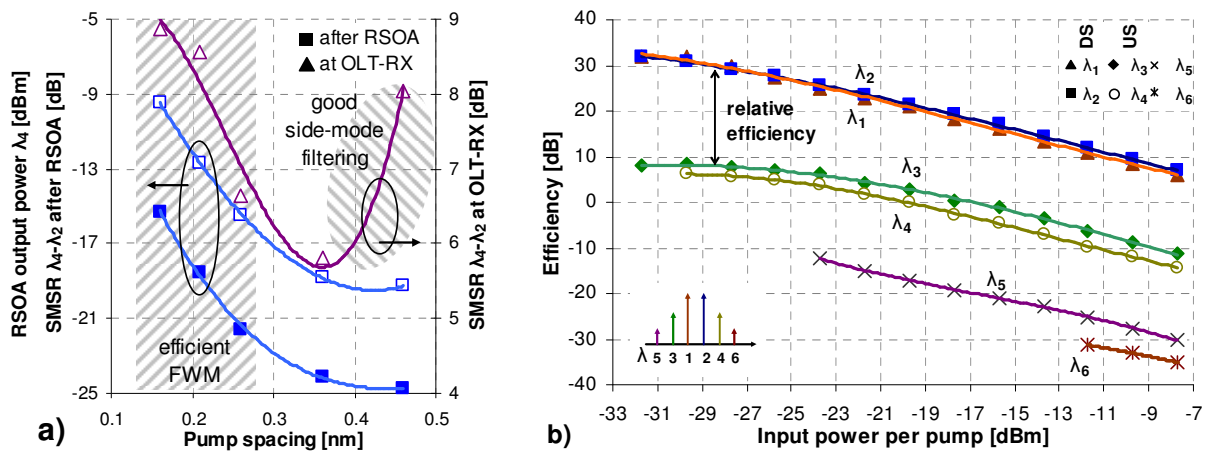 RSOA output power λ4 [dBm]
SMSR λ4-λ2 after RSOA [dB]
-5
-9
-13
-17
-21
-25
0.1
0.2
0.3
0.4
0.5
Pump spacing [nm]
9
8
7
6
5
4
SMSR λ4-λ2 at OLT-RX [dB]
after RSOA
at OLT-RX
good
side-mode
filtering
efficient
FWM
a)
Efficiency [dB]
40
30
20
10
0
-10
-20
-30
-40
-33
-31
-29
-27
-25
-23
-21
-19
-17
-15
-13
-11
-9
-7
Input power per pump [dBm]
DS
US
λ1
λ3
λ5
λ2
λ4
λ6
λ2
λ1
relative
efficiency
λ3
λ4
λ5
λ6
λ
5 3 1 2 4 6
b)